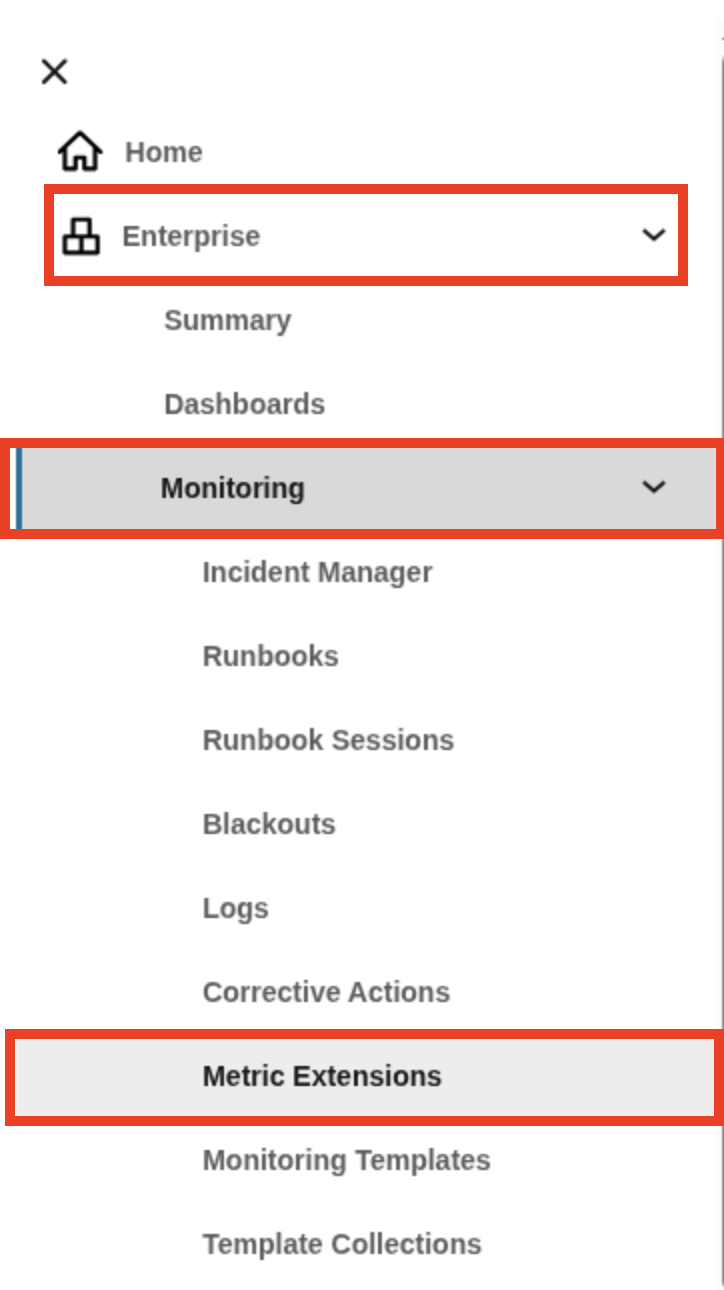 Home
Enterprise
Summary
Dashboards
Monitoring
Incident Manager
Runbooks
Runbook Sessions
Blackouts
Logs
Corrective Actions
Metric Extensions
Monitoring Templates
Template Collections